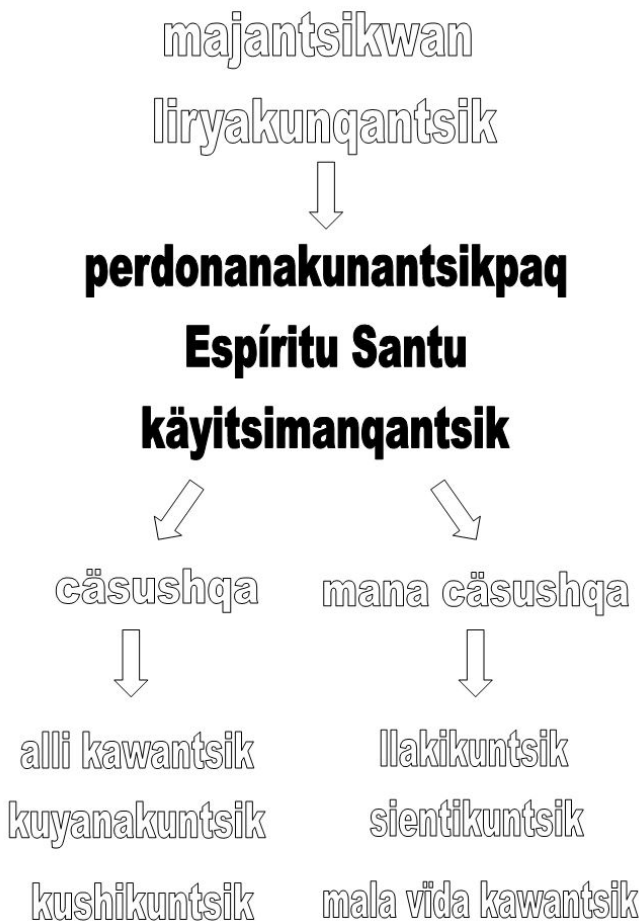 majantsikwan
liryakunqantsik
perdonanakunantsikpaq
Espíritu Santu
käyitsimanqantsik
cäsushqa
mana cäsushqa
alli kawantsik
kuyanakuntsik
kushikuntsik
llakikuntsik
sientikuntsik
mala vïda kawantsik